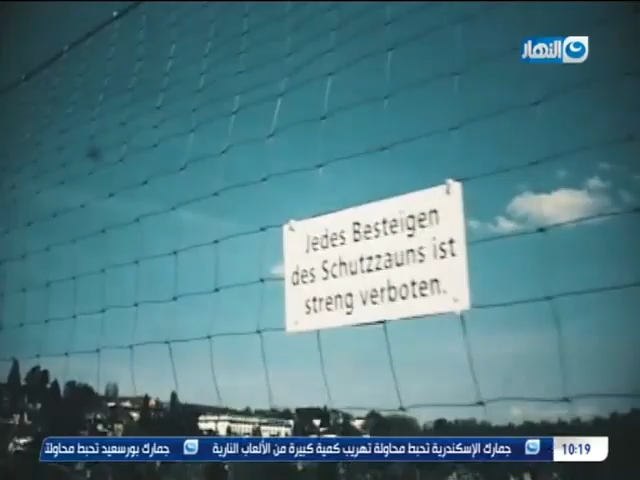 النهار
Jedes Besteigen
des Schutzzauns ist
streng verboten.
جمارك الإسكندرية تحبط محاولة تهريب كمية كبيرة من الألعاب النارية جمارك بورسعيد تحبط محاولة 10:19